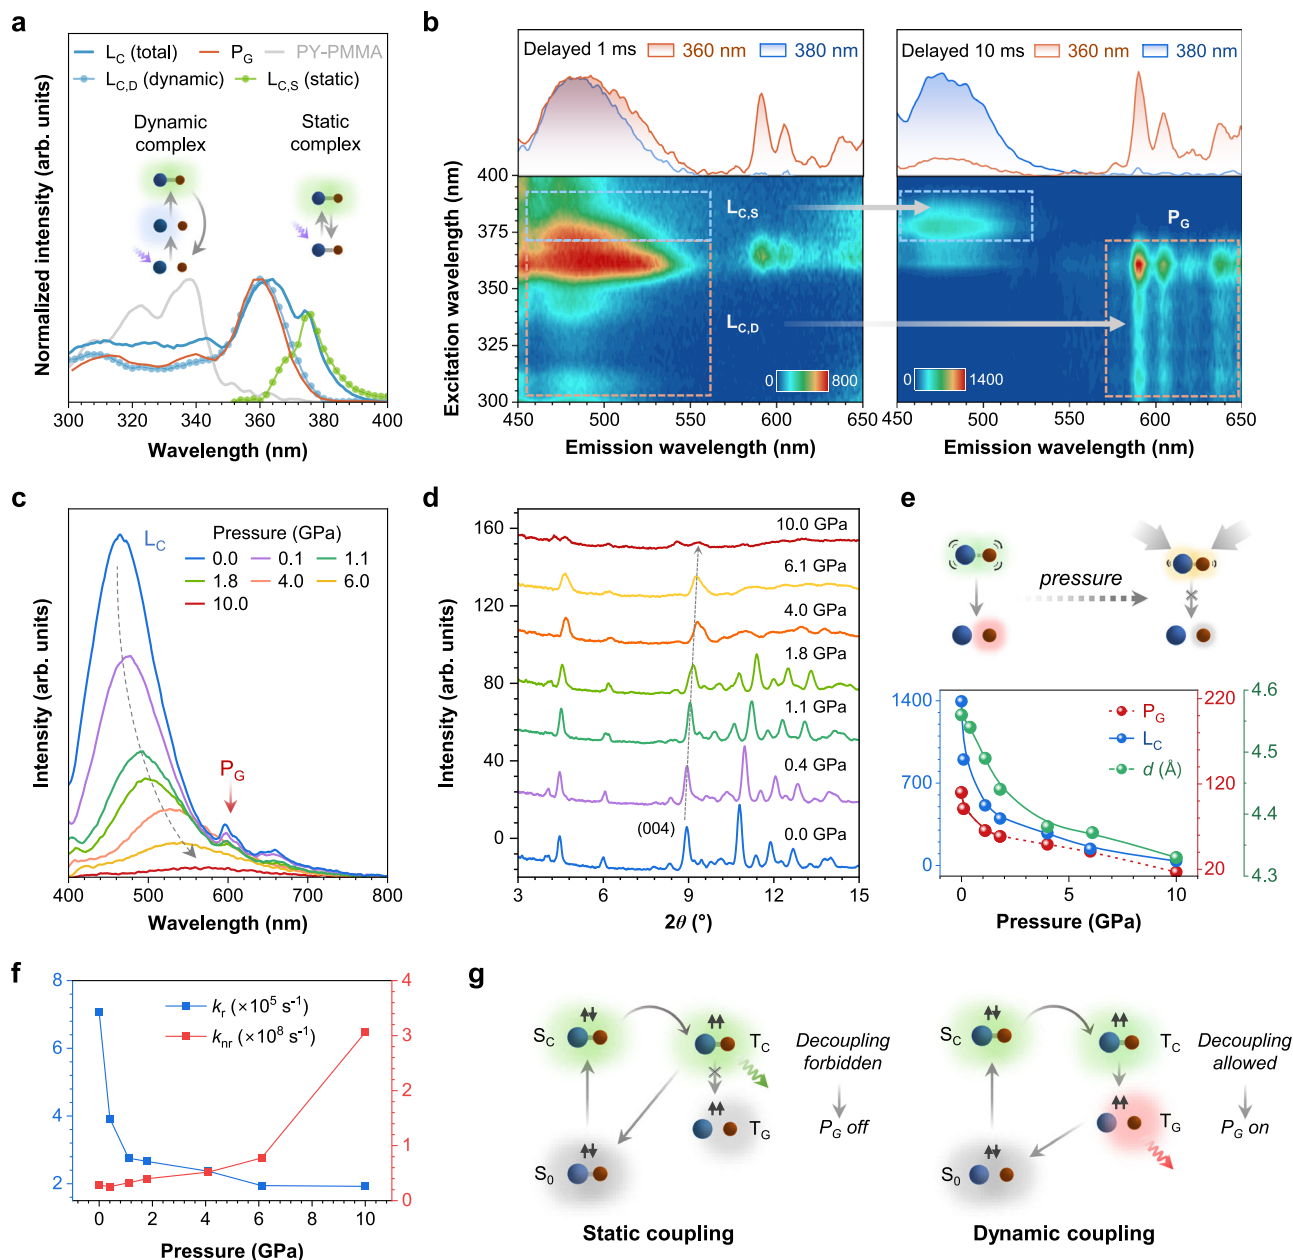 a
L_C (total)
P_G
PY-PMMA
L_C,D (dynamic)
L_C,S (static)
Dynamic
complex
Static
complex
Normalized intensity (arb. units)
300 320 340 360 380 400
Wavelength (nm)
b
Delayed 1 ms 360 nm 380 nm
Delayed 10 ms 360 nm 380 nm
Excitation wavelength (nm)
400
375
350
325
300
L_C,S
L_C,D
P_G
0 800
0 1400
450 500 550 600 650
450 500 550 600 650
Emission wavelength (nm)
Emission wavelength (nm)
c
Intensity (arb. units)
L_C
Pressure (GPa)
0.0 0.1 1.1
1.8 4.0 6.0
10.0
P_G
400 500 600 700 800
Wavelength (nm)
d
Intensity (arb. units)
160
120
80
40
0
10.0 GPa
6.1 GPa
4.0 GPa
1.8 GPa
1.1 GPa
0.4 GPa
(004)
0.0 GPa
3 6 9 12 15
2θ (°)
e
pressure
1400
700
0
P_G
L_C
d (Å)
220
120
20
4.6
4.5
4.4
4.3
0 5 10
Pressure (GPa)
f
8
6
4
2
k_r (×10⁵ s⁻¹)
k_nr (×10⁸ s⁻¹)
4
3
2
1
0
0 2 4 6 8 10
Pressure (GPa)
g
S_C
T_C
T_G
S_0
Decoupling
forbidden
P_G off
Static coupling
S_C
T_C
T_G
S_0
Decoupling
allowed
P_G on
Dynamic coupling